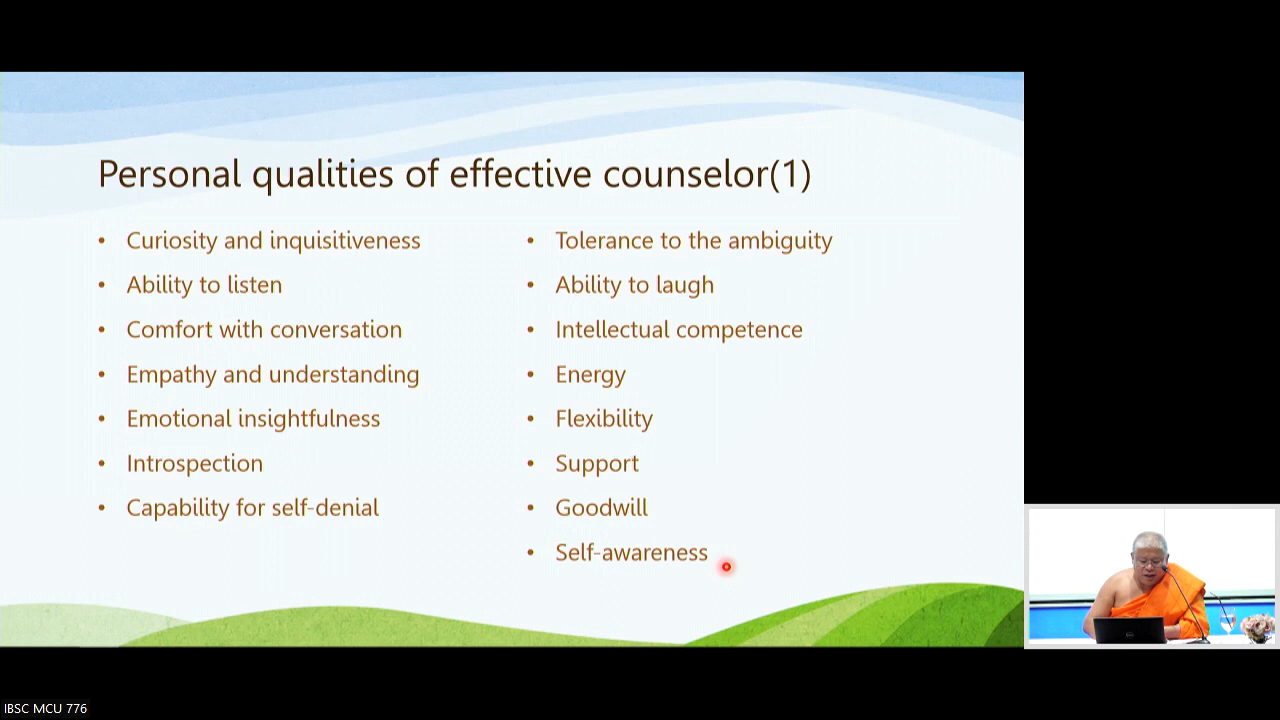 Personal qualities of effective counselor(1)
• Curiosity and inquisitiveness
• Ability to listen
• Comfort with conversation
• Empathy and understanding
• Emotional insightfulness
• Introspection
• Capability for self-denial
• Tolerance to the ambiguity
• Ability to laugh
• Intellectual competence
• Energy
• Flexibility
• Support
• Goodwill
• Self-awareness
IBSC MCU 776